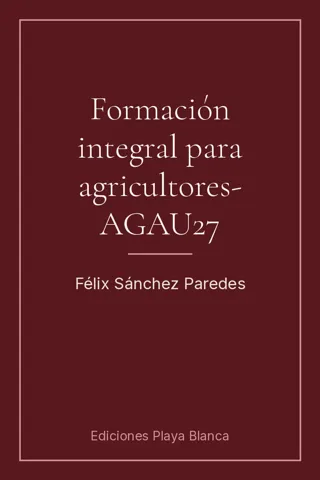 Formación
integral para
agricultores-
AGAU27
Félix Sánchez Paredes
Ediciones Playa Blanca